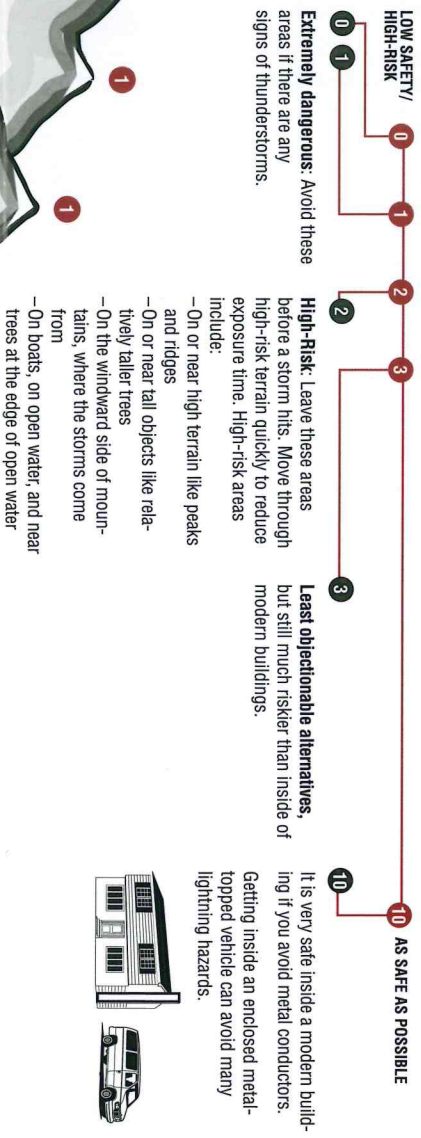 LOW SAFETY/
HIGH-RISK
0
1
2
3
10
AS SAFE AS POSSIBLE
0
1
Extremely dangerous: Avoid these
areas if there are any
signs of thunderstorms.
2
High-Risk: Leave these areas
before a storm hits. Move through
high-risk terrain quickly to reduce
exposure time. High-risk areas
include:
– On or near high terrain like peaks
and ridges
– On or near tall objects like rela-
tively taller trees
– On the windward side of moun-
tains, where the storms come
from
– On boats, on open water, and near
trees at the edge of open water
3
Least objectionable alternatives,
but still much riskier than inside of
modern buildings.
10
It is very safe inside a modern build-
ing if you avoid metal conductors.
Getting inside an enclosed metal-
topped vehicle can avoid many
lightning hazards.
1
1